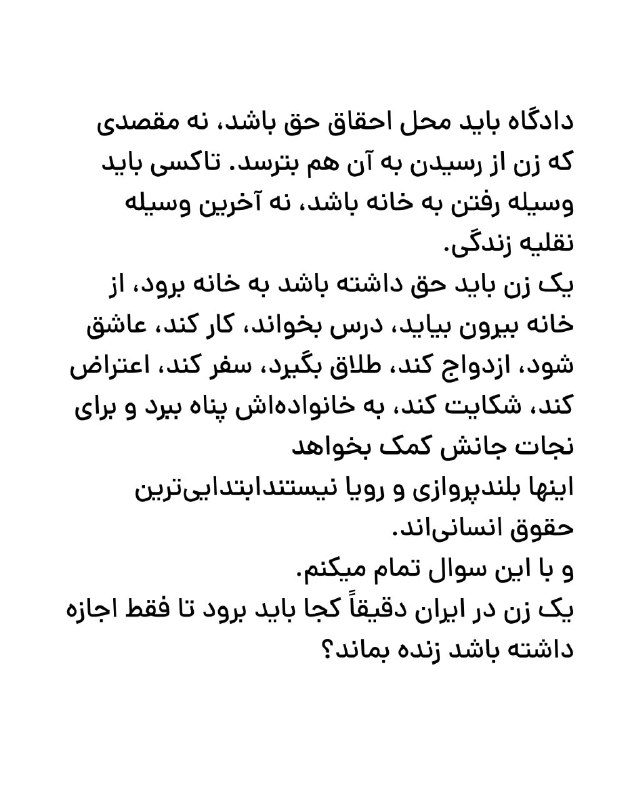 دادگاه باید محل احقاق حق باشد، نه مقصدی
که زن از رسیدن به آن هم بترسد. تاکسی باید
وسیله رفتن به خانه باشد، نه آخرین وسیله
نقلیه زندگی.
یک زن باید حق داشته باشد به خانه برود، از
خانه بیرون بیاید، درس بخواند، کار کند، عاشق
شود، ازدواج کند، طلاق بگیرد، سفر کند، اعتراض
کند، شکایت کند، به خانواده‌اش پناه ببرد و برای
نجات جانش کمک بخواهد
اینها بلندپروازی و رویا نیستندابتدایی‌ترین
حقوق انسانی‌اند.
و با این سوال تمام میکنم.
یک زن در ایران دقیقاً کجا باید برود تا فقط اجازه
داشته باشد زنده بماند؟